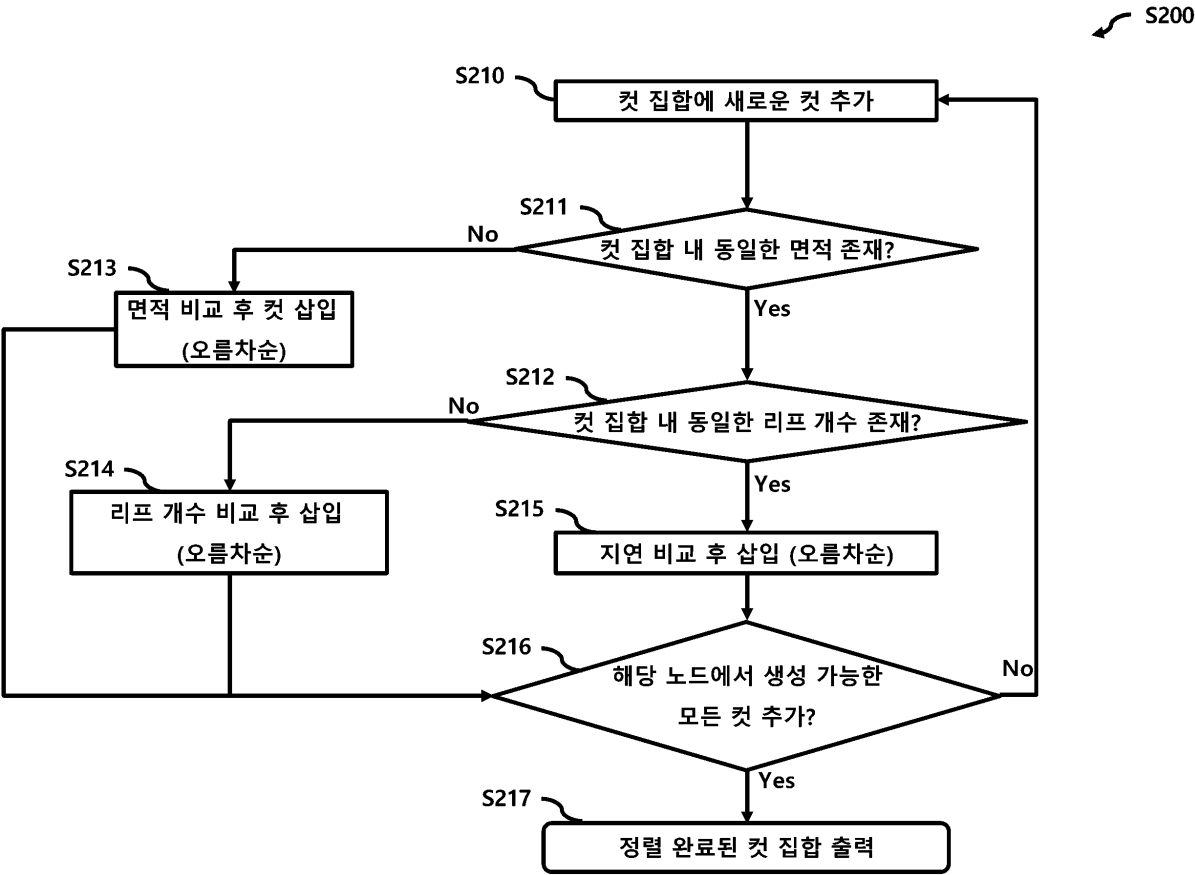 S200
S210
컷 집합에 새로운 컷 추가
S211
No
컷 집합 내 동일한 면적 존재?
S213
면적 비교 후 컷 삽입
(오름차순)
Yes
S212
No
컷 집합 내 동일한 리프 개수 존재?
S214
리프 개수 비교 후 삽입
(오름차순)
Yes
S215
지연 비교 후 삽입 (오름차순)
S216
해당 노드에서 생성 가능한
모든 컷 추가?
No
Yes
S217
정렬 완료된 컷 집합 출력